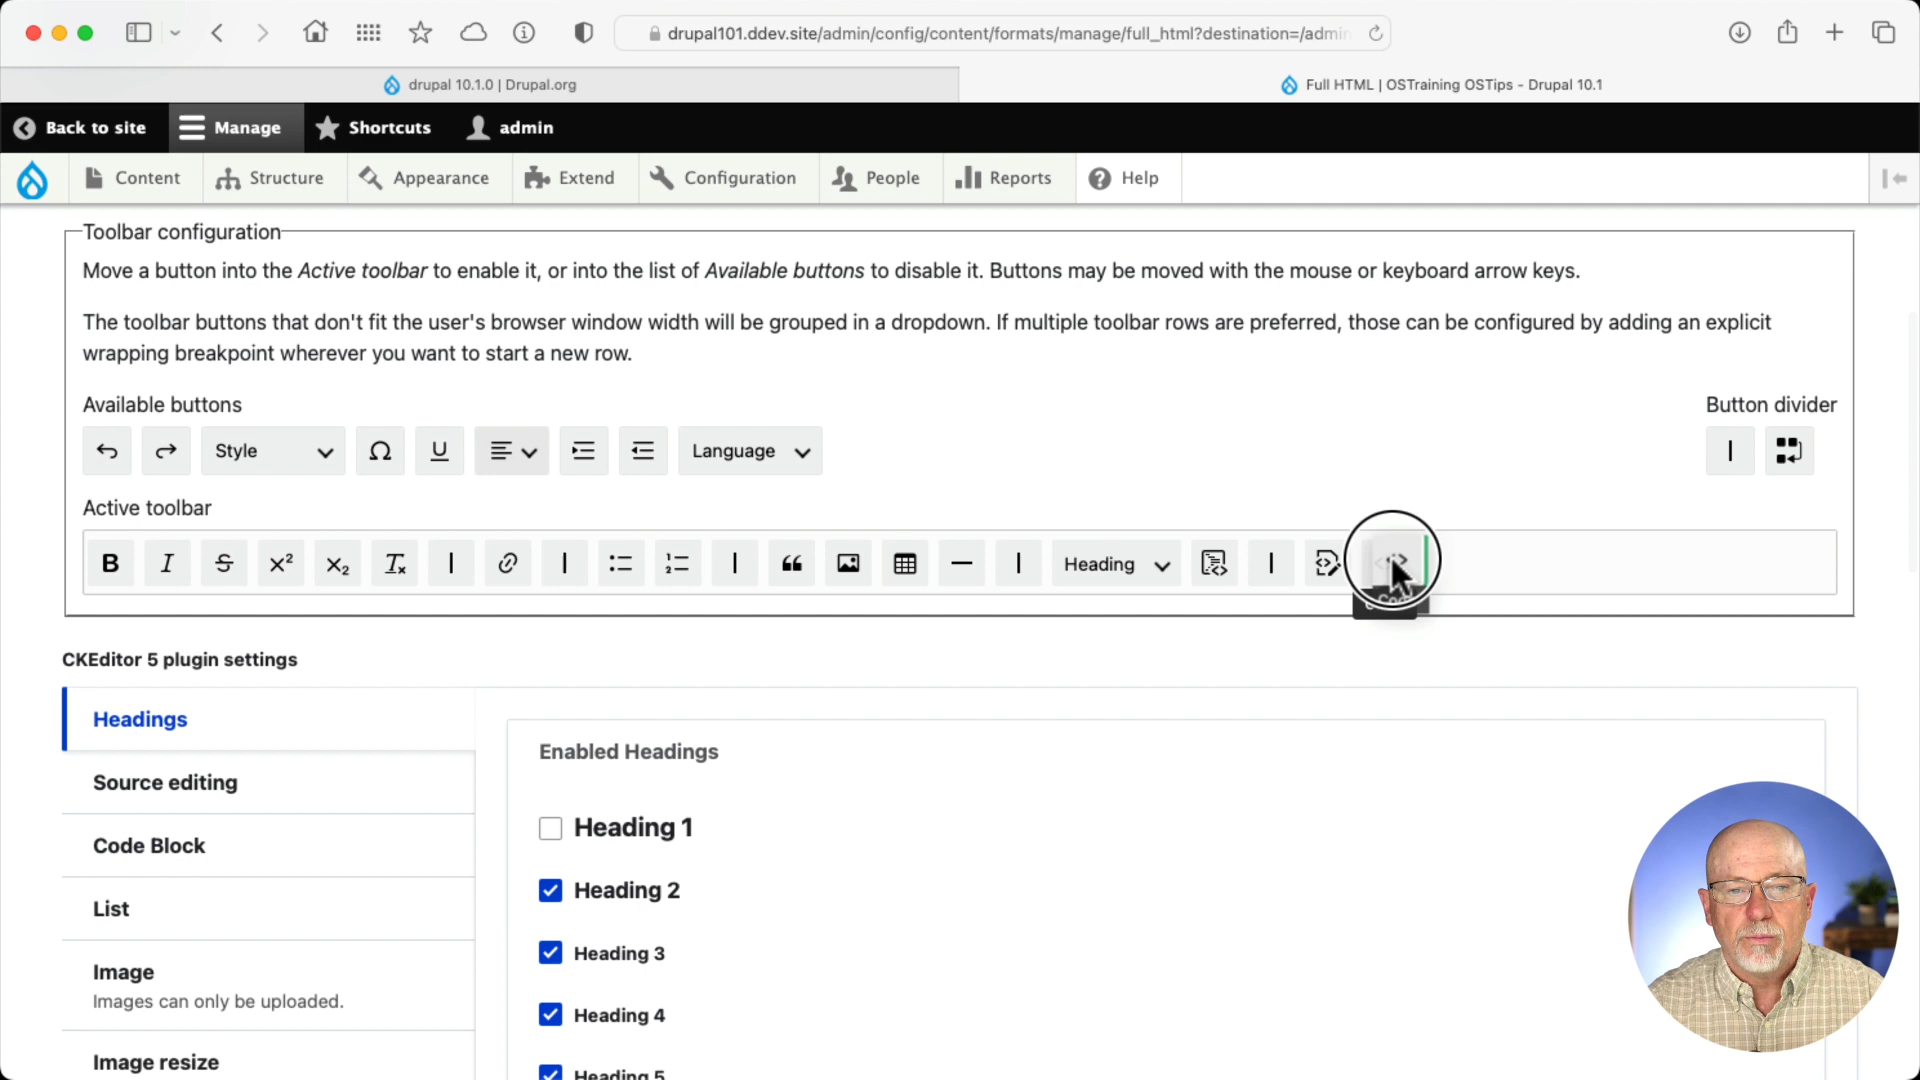 drupal101.ddev.site/admin/config/content/formats/manage/full_html?destination=/admin
drupal 10.1.0 | Drupal.org
Full HTML | OSTraining OSTips - Drupal 10.1
Back to site
Manage
Shortcuts
admin
Content
Structure
Appearance
Extend
Configuration
People
Reports
Help
Toolbar configuration
Move a button into the Active toolbar to enable it, or into the list of Available buttons to disable it. Buttons may be moved with the mouse or keyboard arrow keys.
The toolbar buttons that don't fit the user's browser window width will be grouped in a dropdown. If multiple toolbar rows are preferred, those can be configured by adding an explicit
wrapping breakpoint wherever you want to start a new row.
Available buttons
Button divider
Style
Ω
U
Language
Active toolbar
B I S x² x₂ Tx
Heading
CKEditor 5 plugin settings
Headings
Source editing
Code Block
List
Image
Images can only be uploaded.
Image resize
Enabled Headings
Heading 1
Heading 2
Heading 3
Heading 4
Heading 5